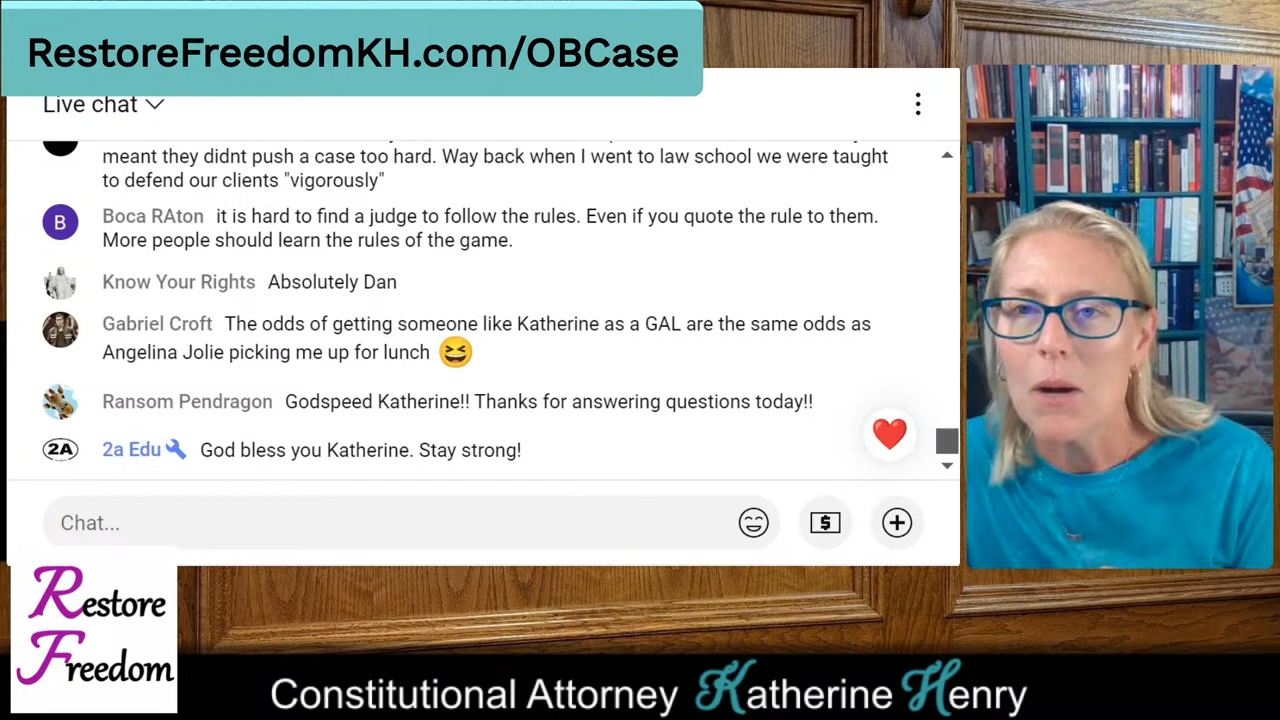 RestoreFreedomKH.com/OBCase
Live chat
meant they didnt push a case too hard. Way back when I went to law school we were taught
to defend our clients "vigorously"
B
Boca RAton it is hard to find a judge to follow the rules. Even if you quote the rule to them.
More people should learn the rules of the game.
Know Your Rights Absolutely Dan
Gabriel Croft The odds of getting someone like Katherine as a GAL are the same odds as
Angelina Jolie picking me up for lunch 😆
Ransom Pendragon Godspeed Katherine!! Thanks for answering questions today!!
2A 2a Edu God bless you Katherine. Stay strong!
Chat...
$
Restore
Freedom
Constitutional Attorney Katherine Henry